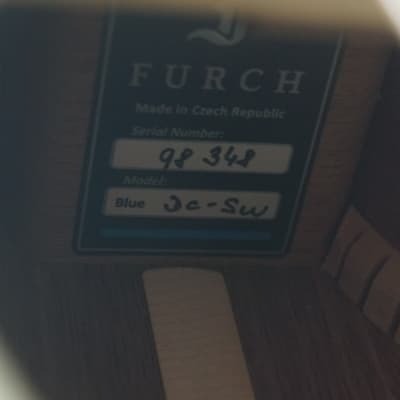 FURCH
Made in Czech Republic
Serial Number:
98 348
Model:
Blue Dc-SW